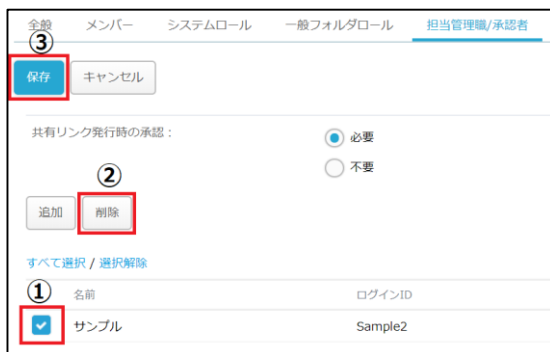 全般 メンバー システムロール 一般フォルダロール 担当管理職/承認者
③
保存 キャンセル
共有リンク発行時の承認： 必要
不要
②
追加 削除
すべて選択 / 選択解除
①
名前 ログインID
サンプル Sample2